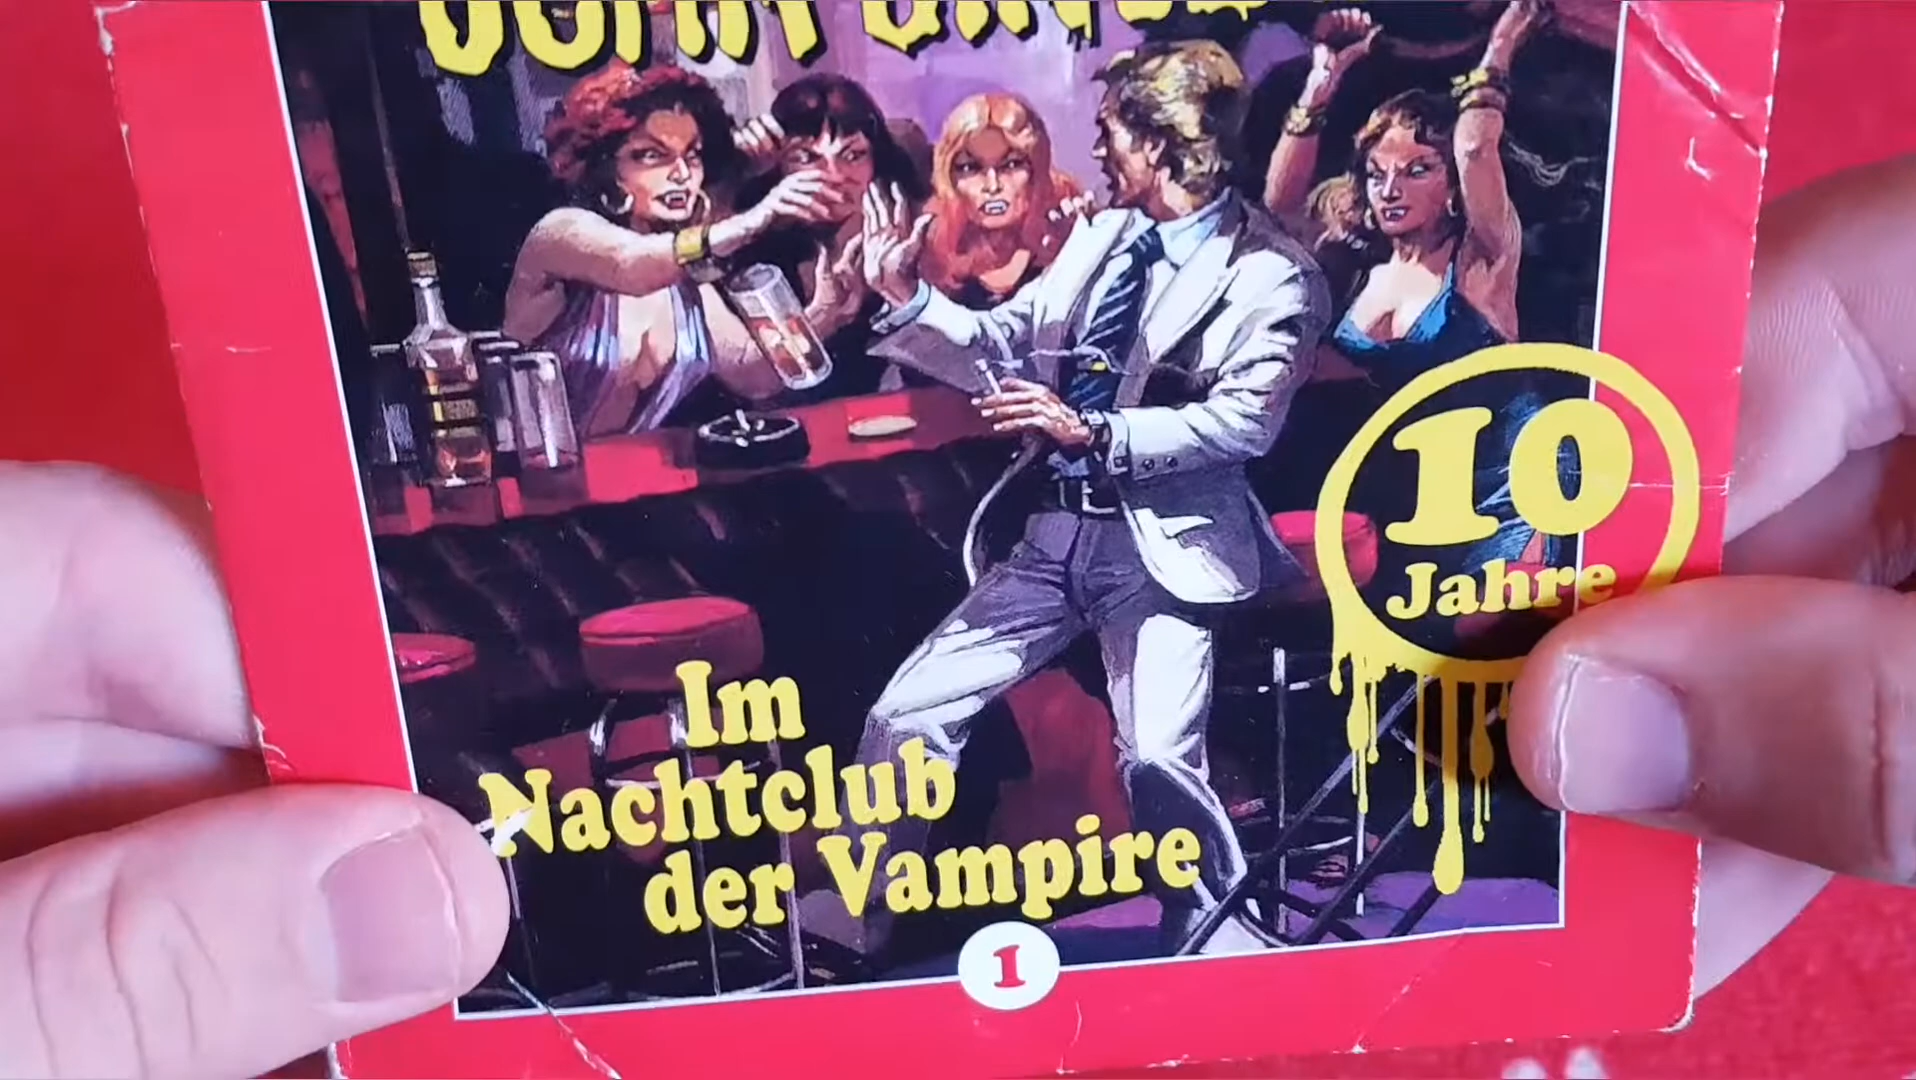 10
Jahre
Im
Nachtclub
der Vampire
1